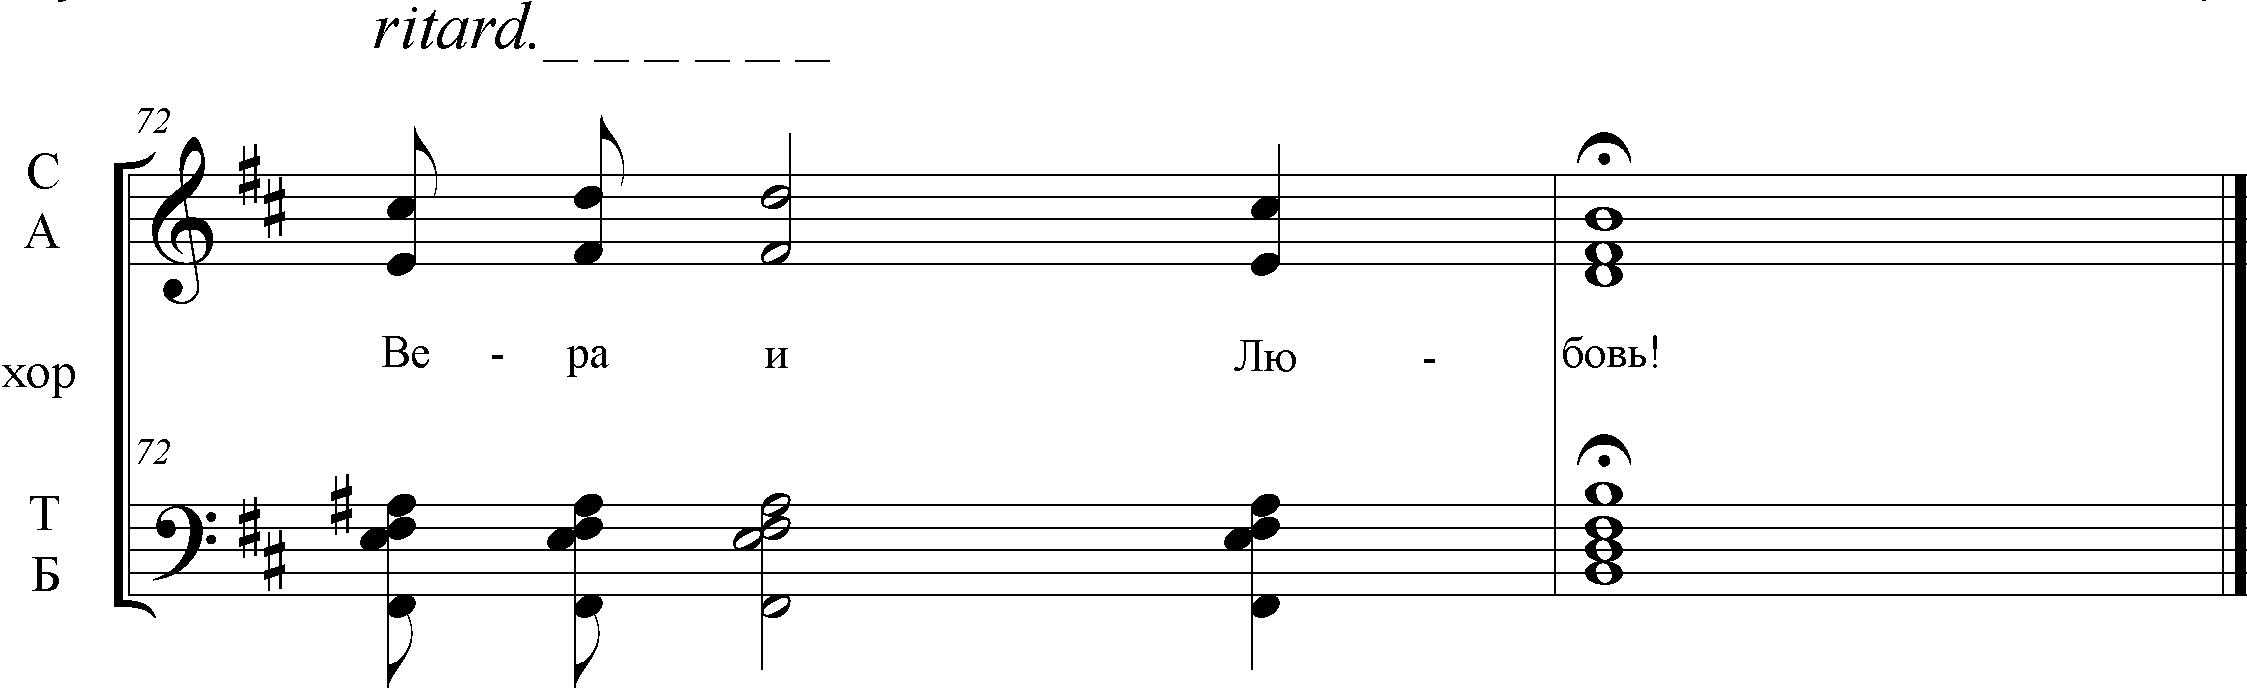 ritard.
72
С
А
Ве - ра и Лю - бовь!
хор
72
Т
Б